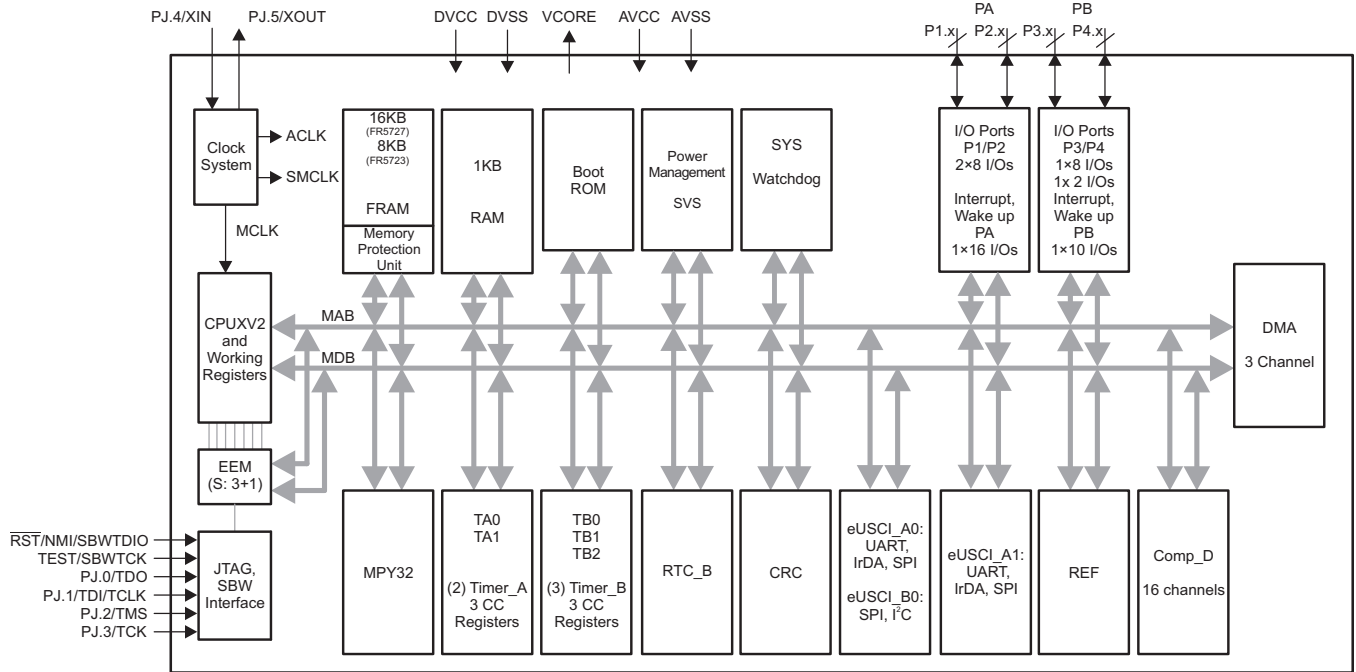 PJ.4/XIN
PJ.5/XOUT
DVCC
DVSS
VCORE
AVCC
AVSS
PA
PB
P1.x
P2.x
P3.x
P4.x
Clock
System
ACLK
SMCLK
MCLK
16KB
(FR5727)
8KB
(FR5723)
FRAM
Memory
Protection
Unit
1KB
RAM
Boot
ROM
Power
Management
SVS
SYS
Watchdog
I/O Ports
P1/P2
2×8 I/Os
Interrupt,
Wake up
PA
1×16 I/Os
I/O Ports
P3/P4
1×8 I/Os
1x 2 I/Os
Interrupt,
Wake up
PB
1×10 I/Os
CPUXV2
and
Working
Registers
MAB
MDB
DMA
3 Channel
EEM
(S: 3+1)
RST/NMI/SBWTDIO
TEST/SBWTCK
PJ.0/TDO
PJ.1/TDI/TCLK
PJ.2/TMS
PJ.3/TCK
JTAG,
SBW
Interface
MPY32
TA0
TA1
(2) Timer_A
3 CC
Registers
TB0
TB1
TB2
(3) Timer_B
3 CC
Registers
RTC_B
CRC
eUSCI_A0:
UART,
IrDA, SPI
eUSCI_B0:
SPI, I²C
eUSCI_A1:
UART,
IrDA, SPI
REF
Comp_D
16 channels